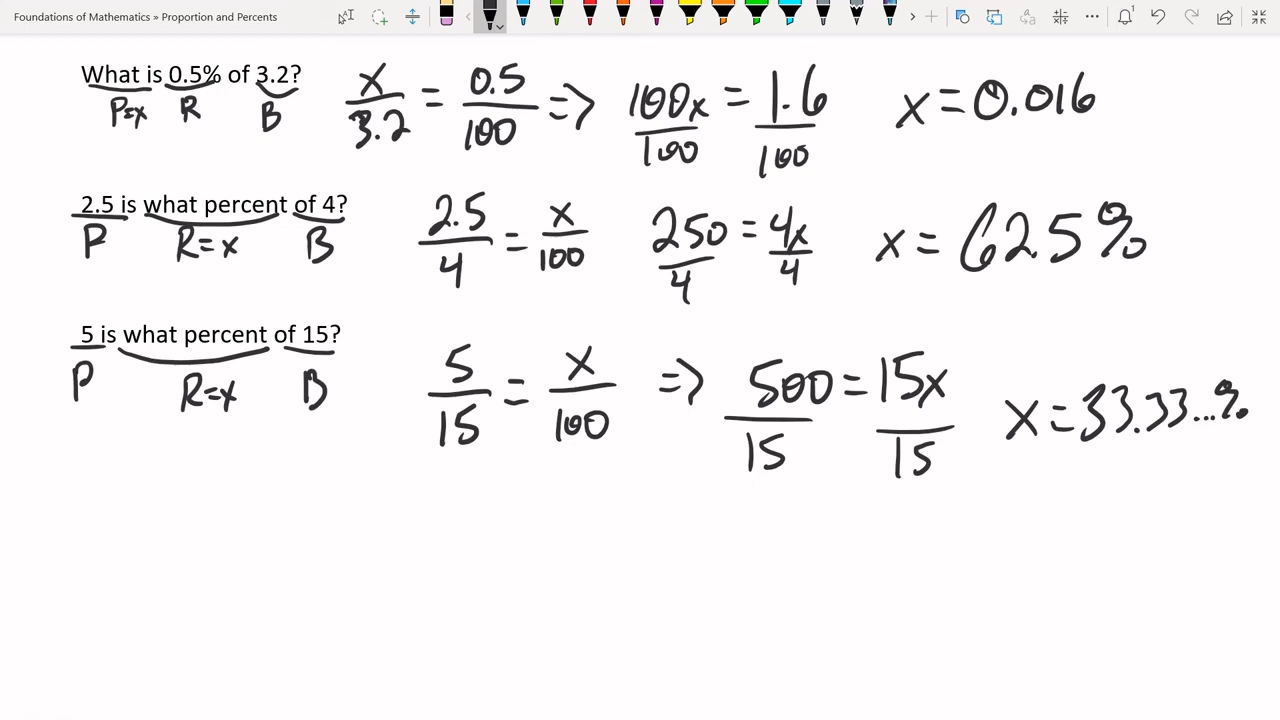 Foundations of Mathematics » Proportion and Percents
What is 0.5% of 3.2?
P=x R B
x/3.2 = 0.5/100 => 100x/100 = 1.6/100 x = 0.016
2.5 is what percent of 4?
P R=x B
2.5/4 = x/100 250/4 = 4x/4 x = 62.5%
5 is what percent of 15?
P R=x B
5/15 = x/100 => 500/15 = 15x/15 x = 33.33...%